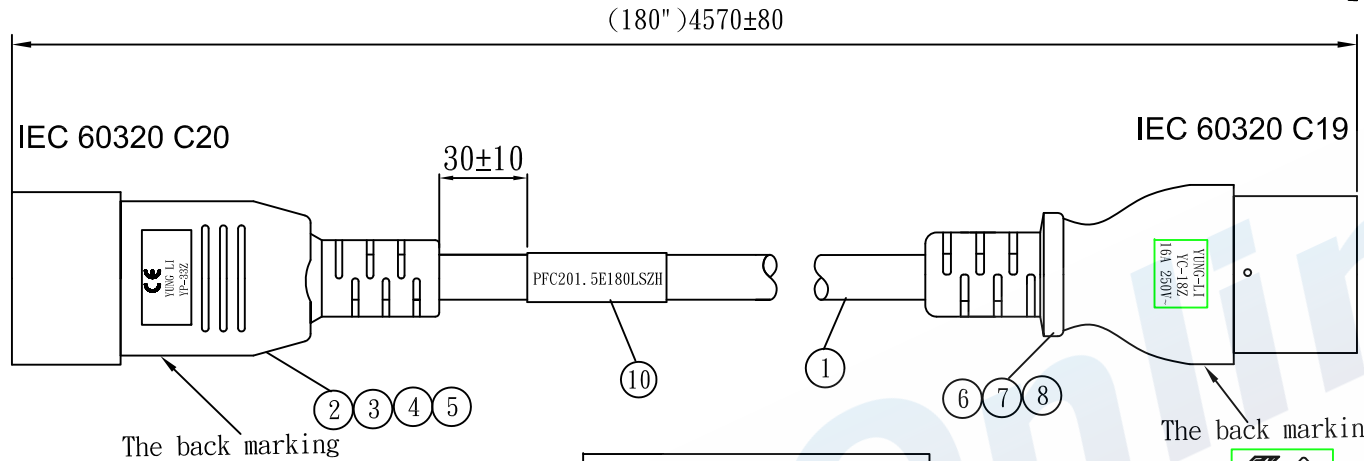 (180")4570±80
IEC 60320 C20
IEC 60320 C19
30±10
CE
YUNG LI
YP-33Z
PFC201.5E180LSZH
YUNG-LI
YC-18Z
16A 250V~
10
1
2 3 4 5
6 7 8
The back marking
The back markin